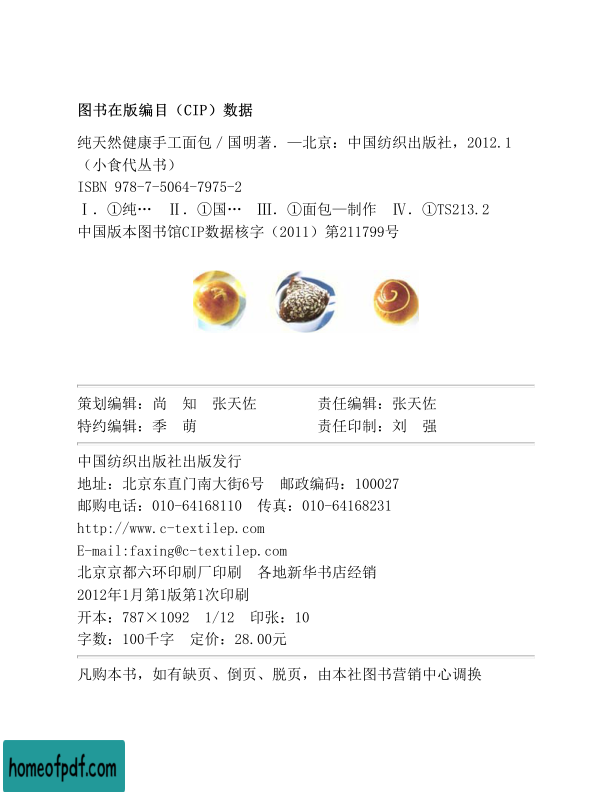 图书在版编目（CIP）数据
纯天然健康手工面包／国明著．—北京：中国纺织出版社，2012.1
（小食代丛书）
ISBN 978-7-5064-7975-2
Ⅰ．①纯…　Ⅱ．①国…　Ⅲ．①面包—制作　Ⅳ．①TS213.2
中国版本图书馆CIP数据核字（2011）第211799号
策划编辑：尚　知　张天佐　　　　责任编辑：张天佐
特约编辑：季　萌　　　　　　　　责任印制：刘　强
中国纺织出版社出版发行
地址：北京东直门南大街6号　邮政编码：100027
邮购电话：010-64168110　传真：010-64168231
http://www.c-textilep.com
E-mail:faxing@c-textilep.com
北京京都六环印刷厂印刷　各地新华书店经销
2012年1月第1版第1次印刷
开本：787×1092　1/12　印张：10
字数：100千字　定价：28.00元
凡购本书，如有缺页、倒页、脱页，由本社图书营销中心调换
homeofpdf.com